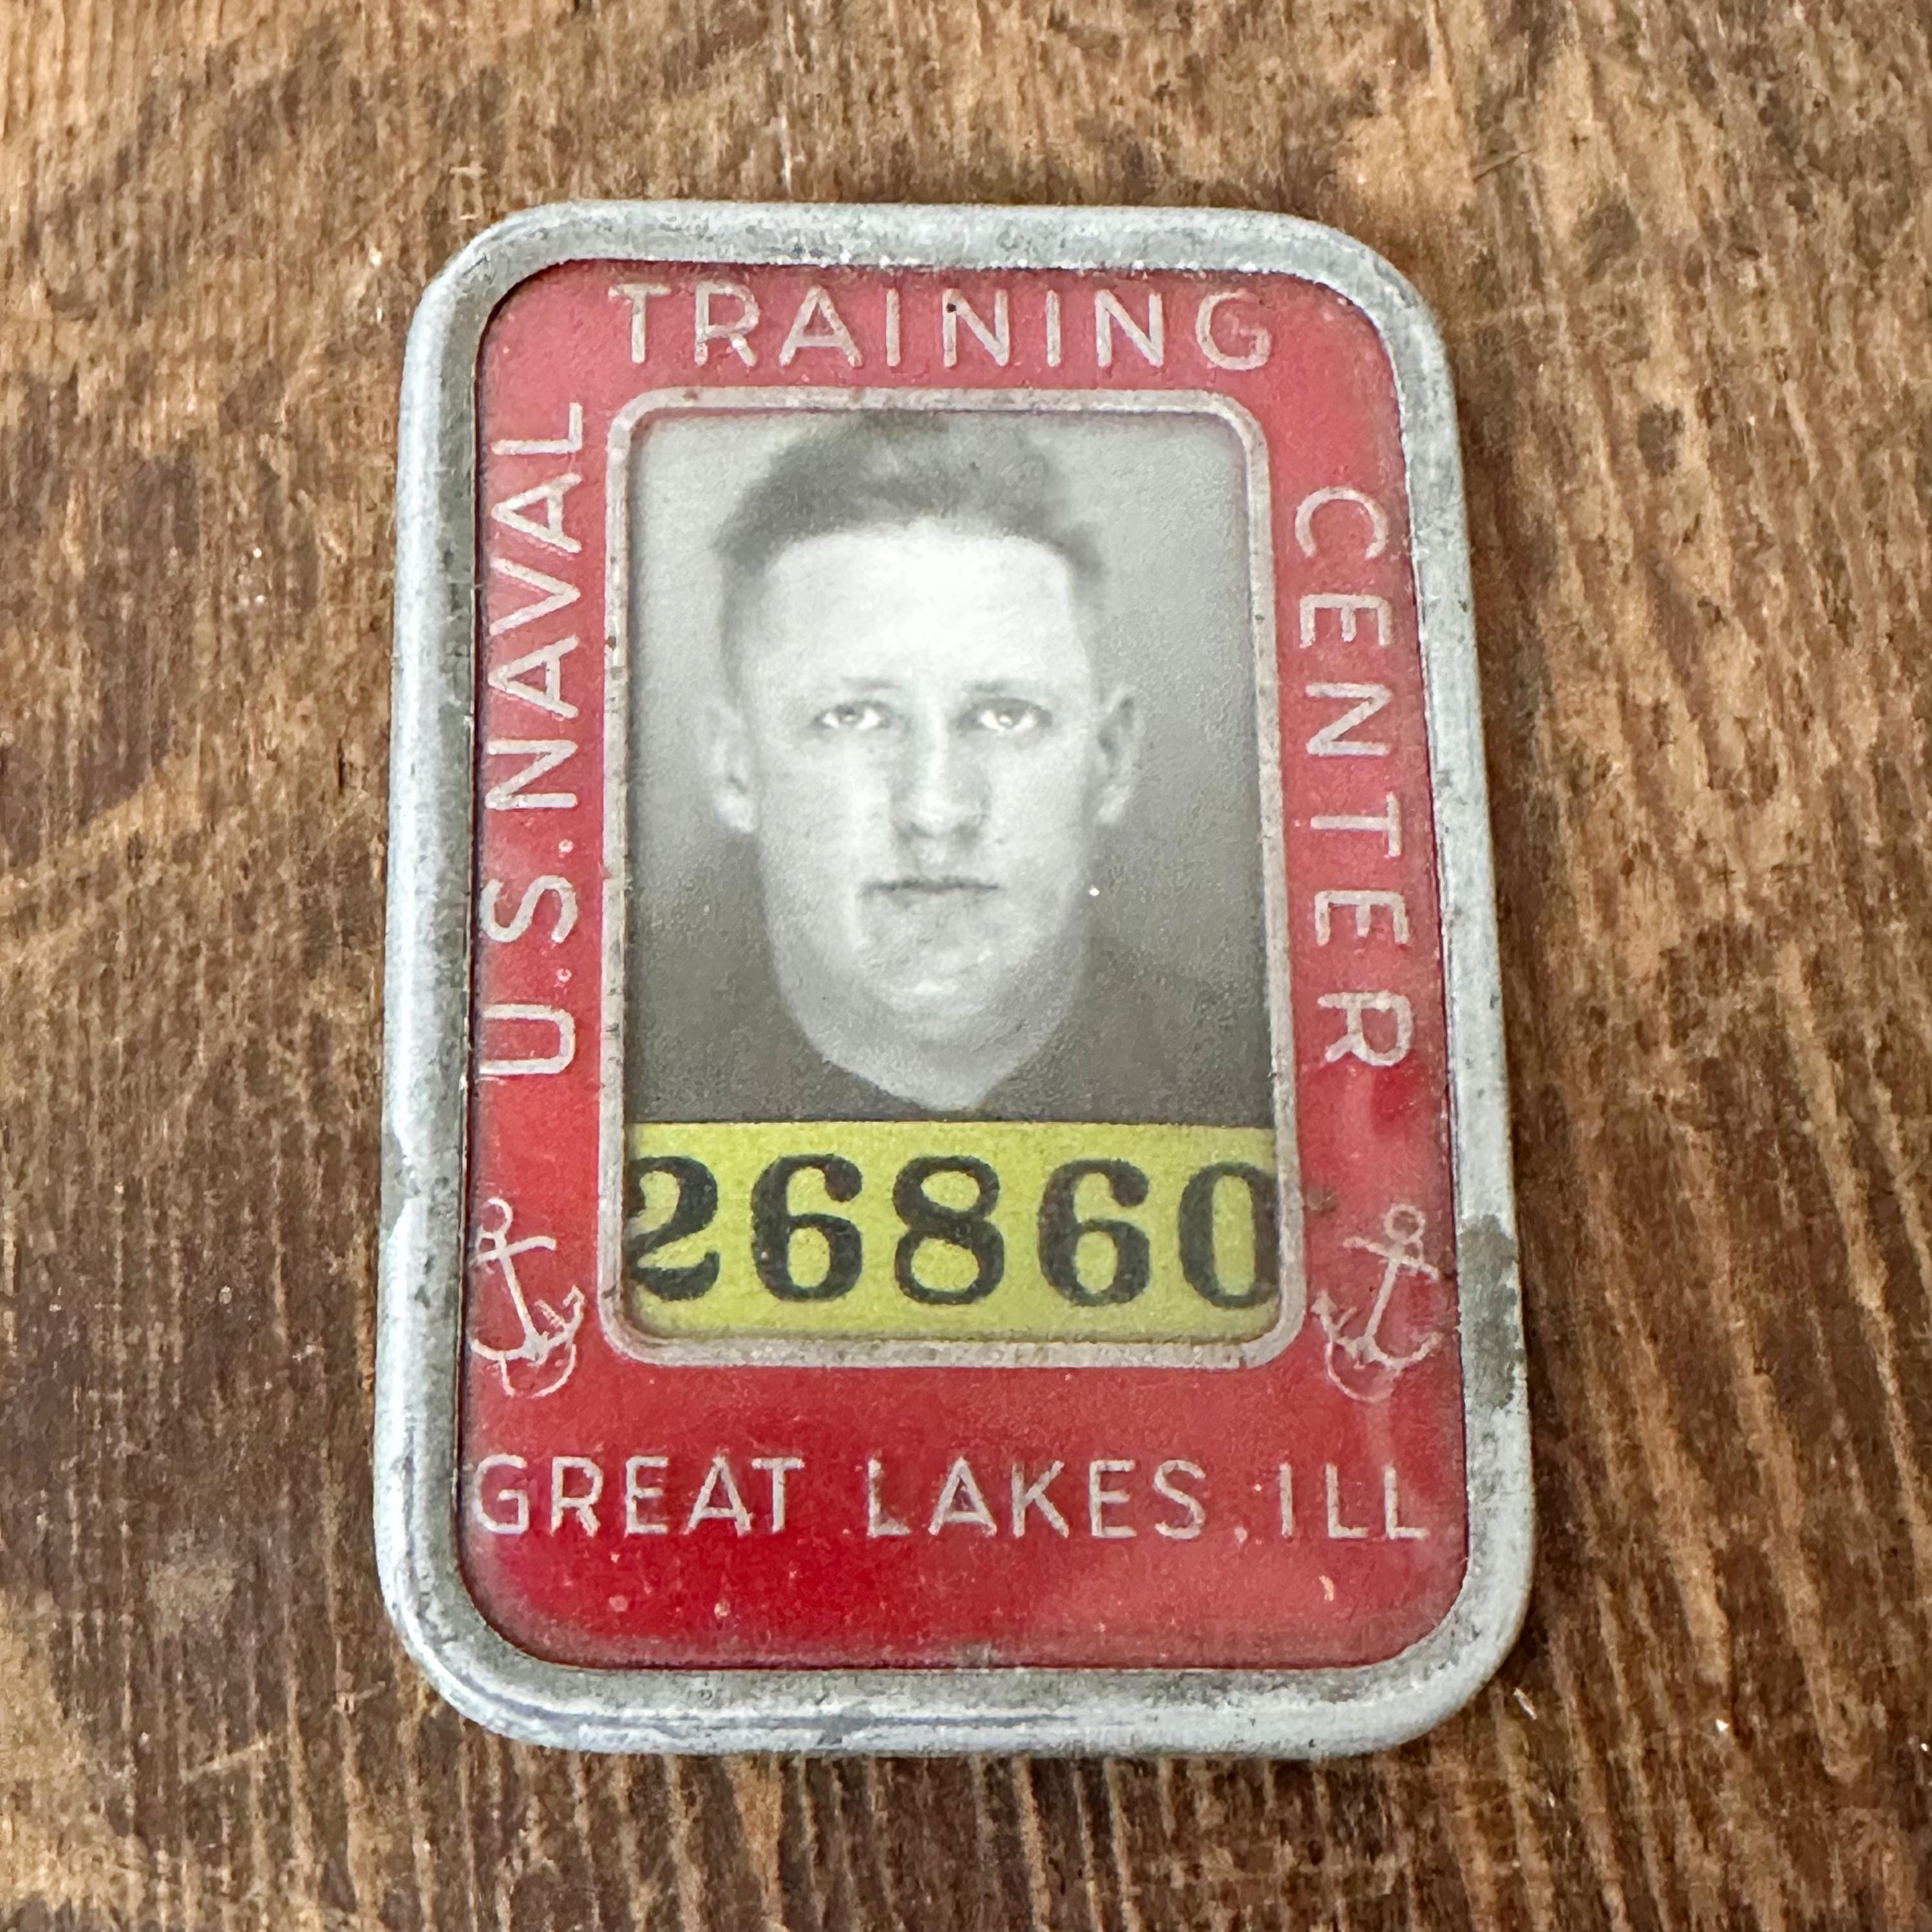 U.S. NAVAL
TRAINING
CENTER
26860
GREAT LAKES, ILL